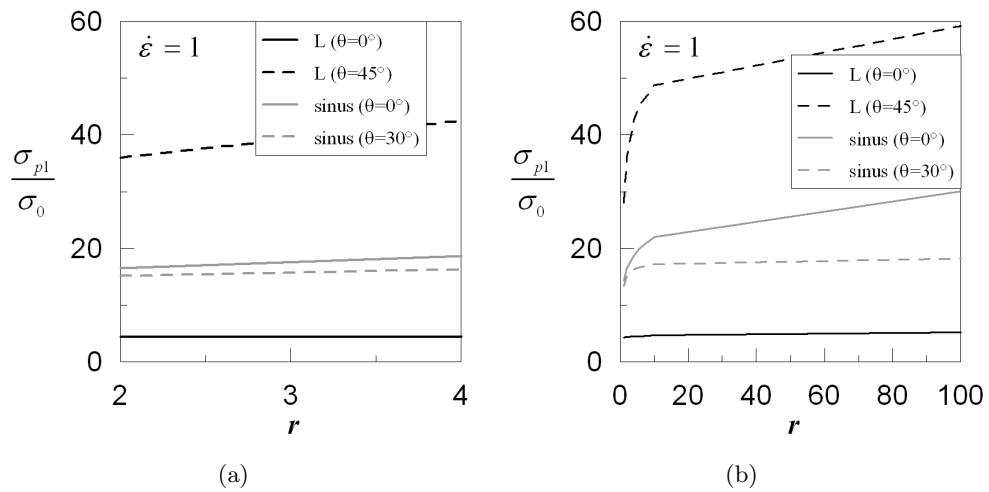 60
ε̇ = 1
L (θ=0°)
L (θ=45°)
sinus (θ=0°)
sinus (θ=30°)
40
σp1
σ0
20
0
2
3
4
r
(a)
60
ε̇ = 1
L (θ=0°)
L (θ=45°)
sinus (θ=0°)
sinus (θ=30°)
40
σp1
σ0
20
0
0
20
40
60
80
100
r
(b)